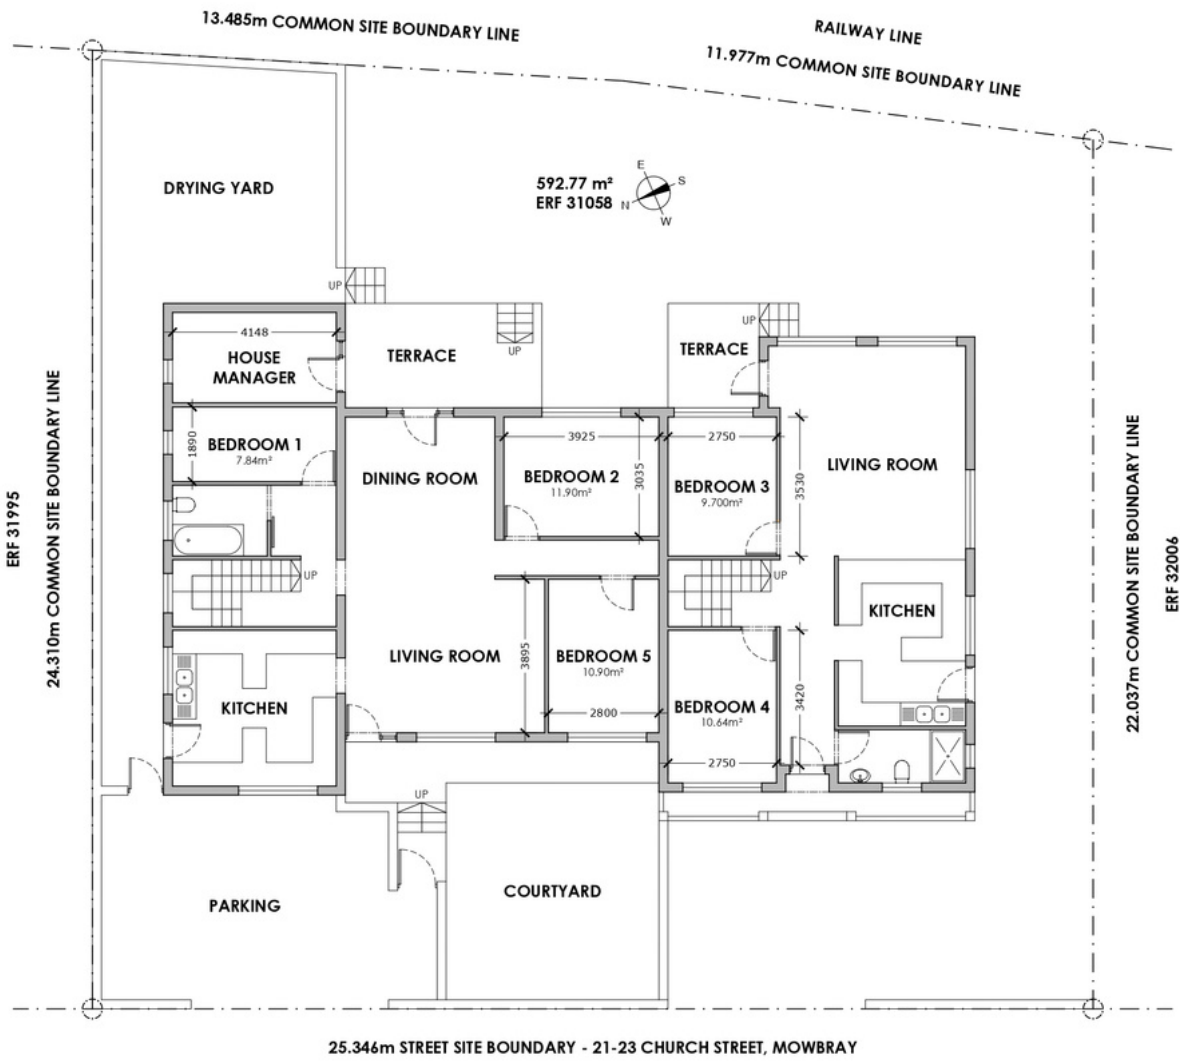 13.485m COMMON SITE BOUNDARY LINE
RAILWAY LINE
11.977m COMMON SITE BOUNDARY LINE
DRYING YARD
592.77 m²
ERF 31058
E
S
N
W
UP
4148
HOUSE
MANAGER
TERRACE
UP
UP
TERRACE
ERF 31995
24.310m COMMON SITE BOUNDARY LINE
1890
BEDROOM 1
7.84m²
DINING ROOM
3925
BEDROOM 2
11.90m²
3035
2750
BEDROOM 3
9.700m²
3530
LIVING ROOM
22.037m COMMON SITE BOUNDARY LINE
ERF 32006
UP
UP
KITCHEN
LIVING ROOM
3895
BEDROOM 5
10.90m²
2800
KITCHEN
BEDROOM 4
10.64m²
3420
2750
UP
PARKING
COURTYARD
25.346m STREET SITE BOUNDARY - 21-23 CHURCH STREET, MOWBRAY